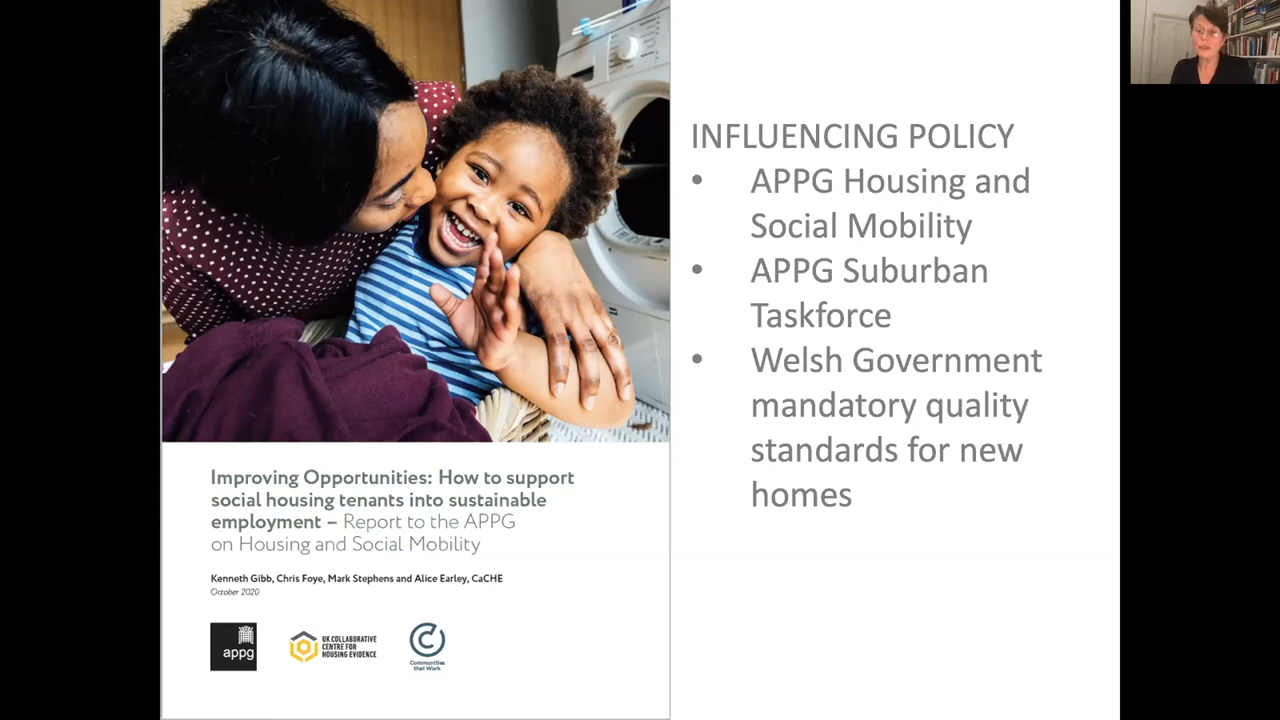 INFLUENCING POLICY
• APPG Housing and
Social Mobility
• APPG Suburban
Taskforce
• Welsh Government
mandatory quality
standards for new
homes
Improving Opportunities: How to support
social housing tenants into sustainable
employment – Report to the APPG
on Housing and Social Mobility
Kenneth Gibb, Chris Foye, Mark Stephens and Alice Earley, CaCHE
October 2020
appg
UK COLLABORATIVE
CENTRE FOR
HOUSING EVIDENCE
Communities
that Work